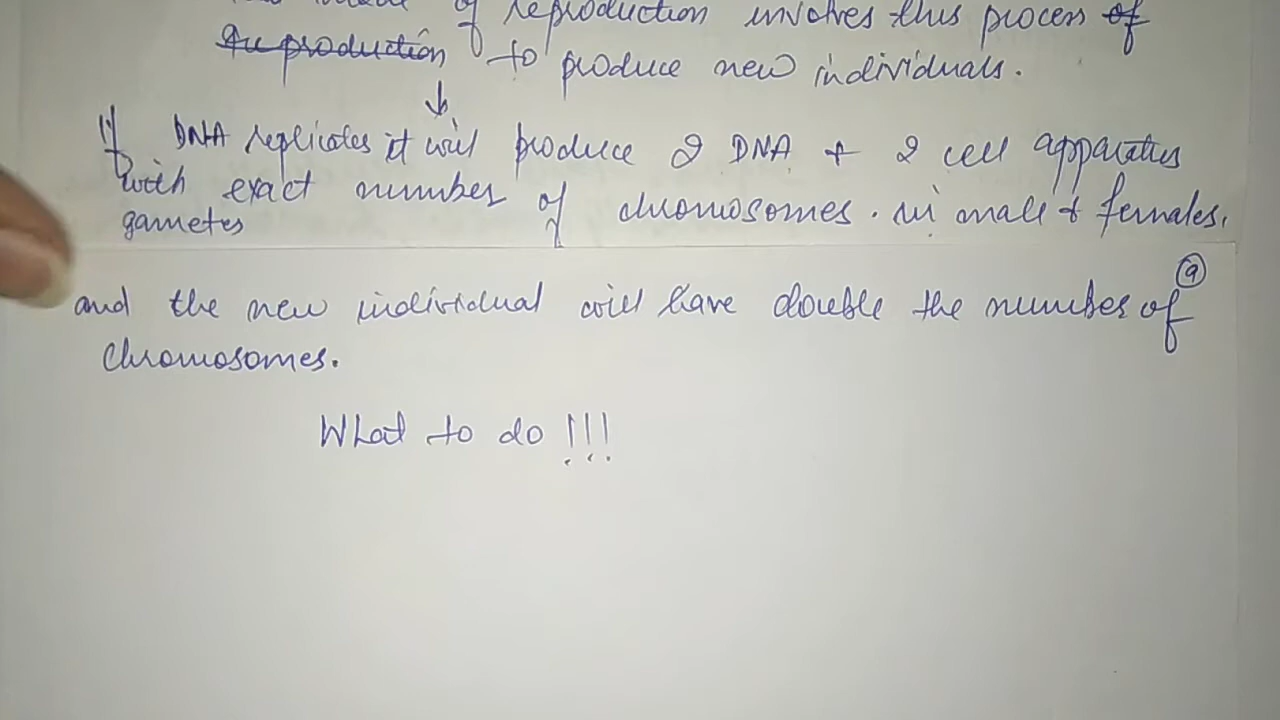 of reproduction involves this process of
to produce new individuals.
↓
If DNA replicates it will produce 2 DNA + 2 cell apparatus
with exact number of chromosomes. in male & females.
gametes
9
and the new individual will have double the number of
chromosomes.
What to do !!!